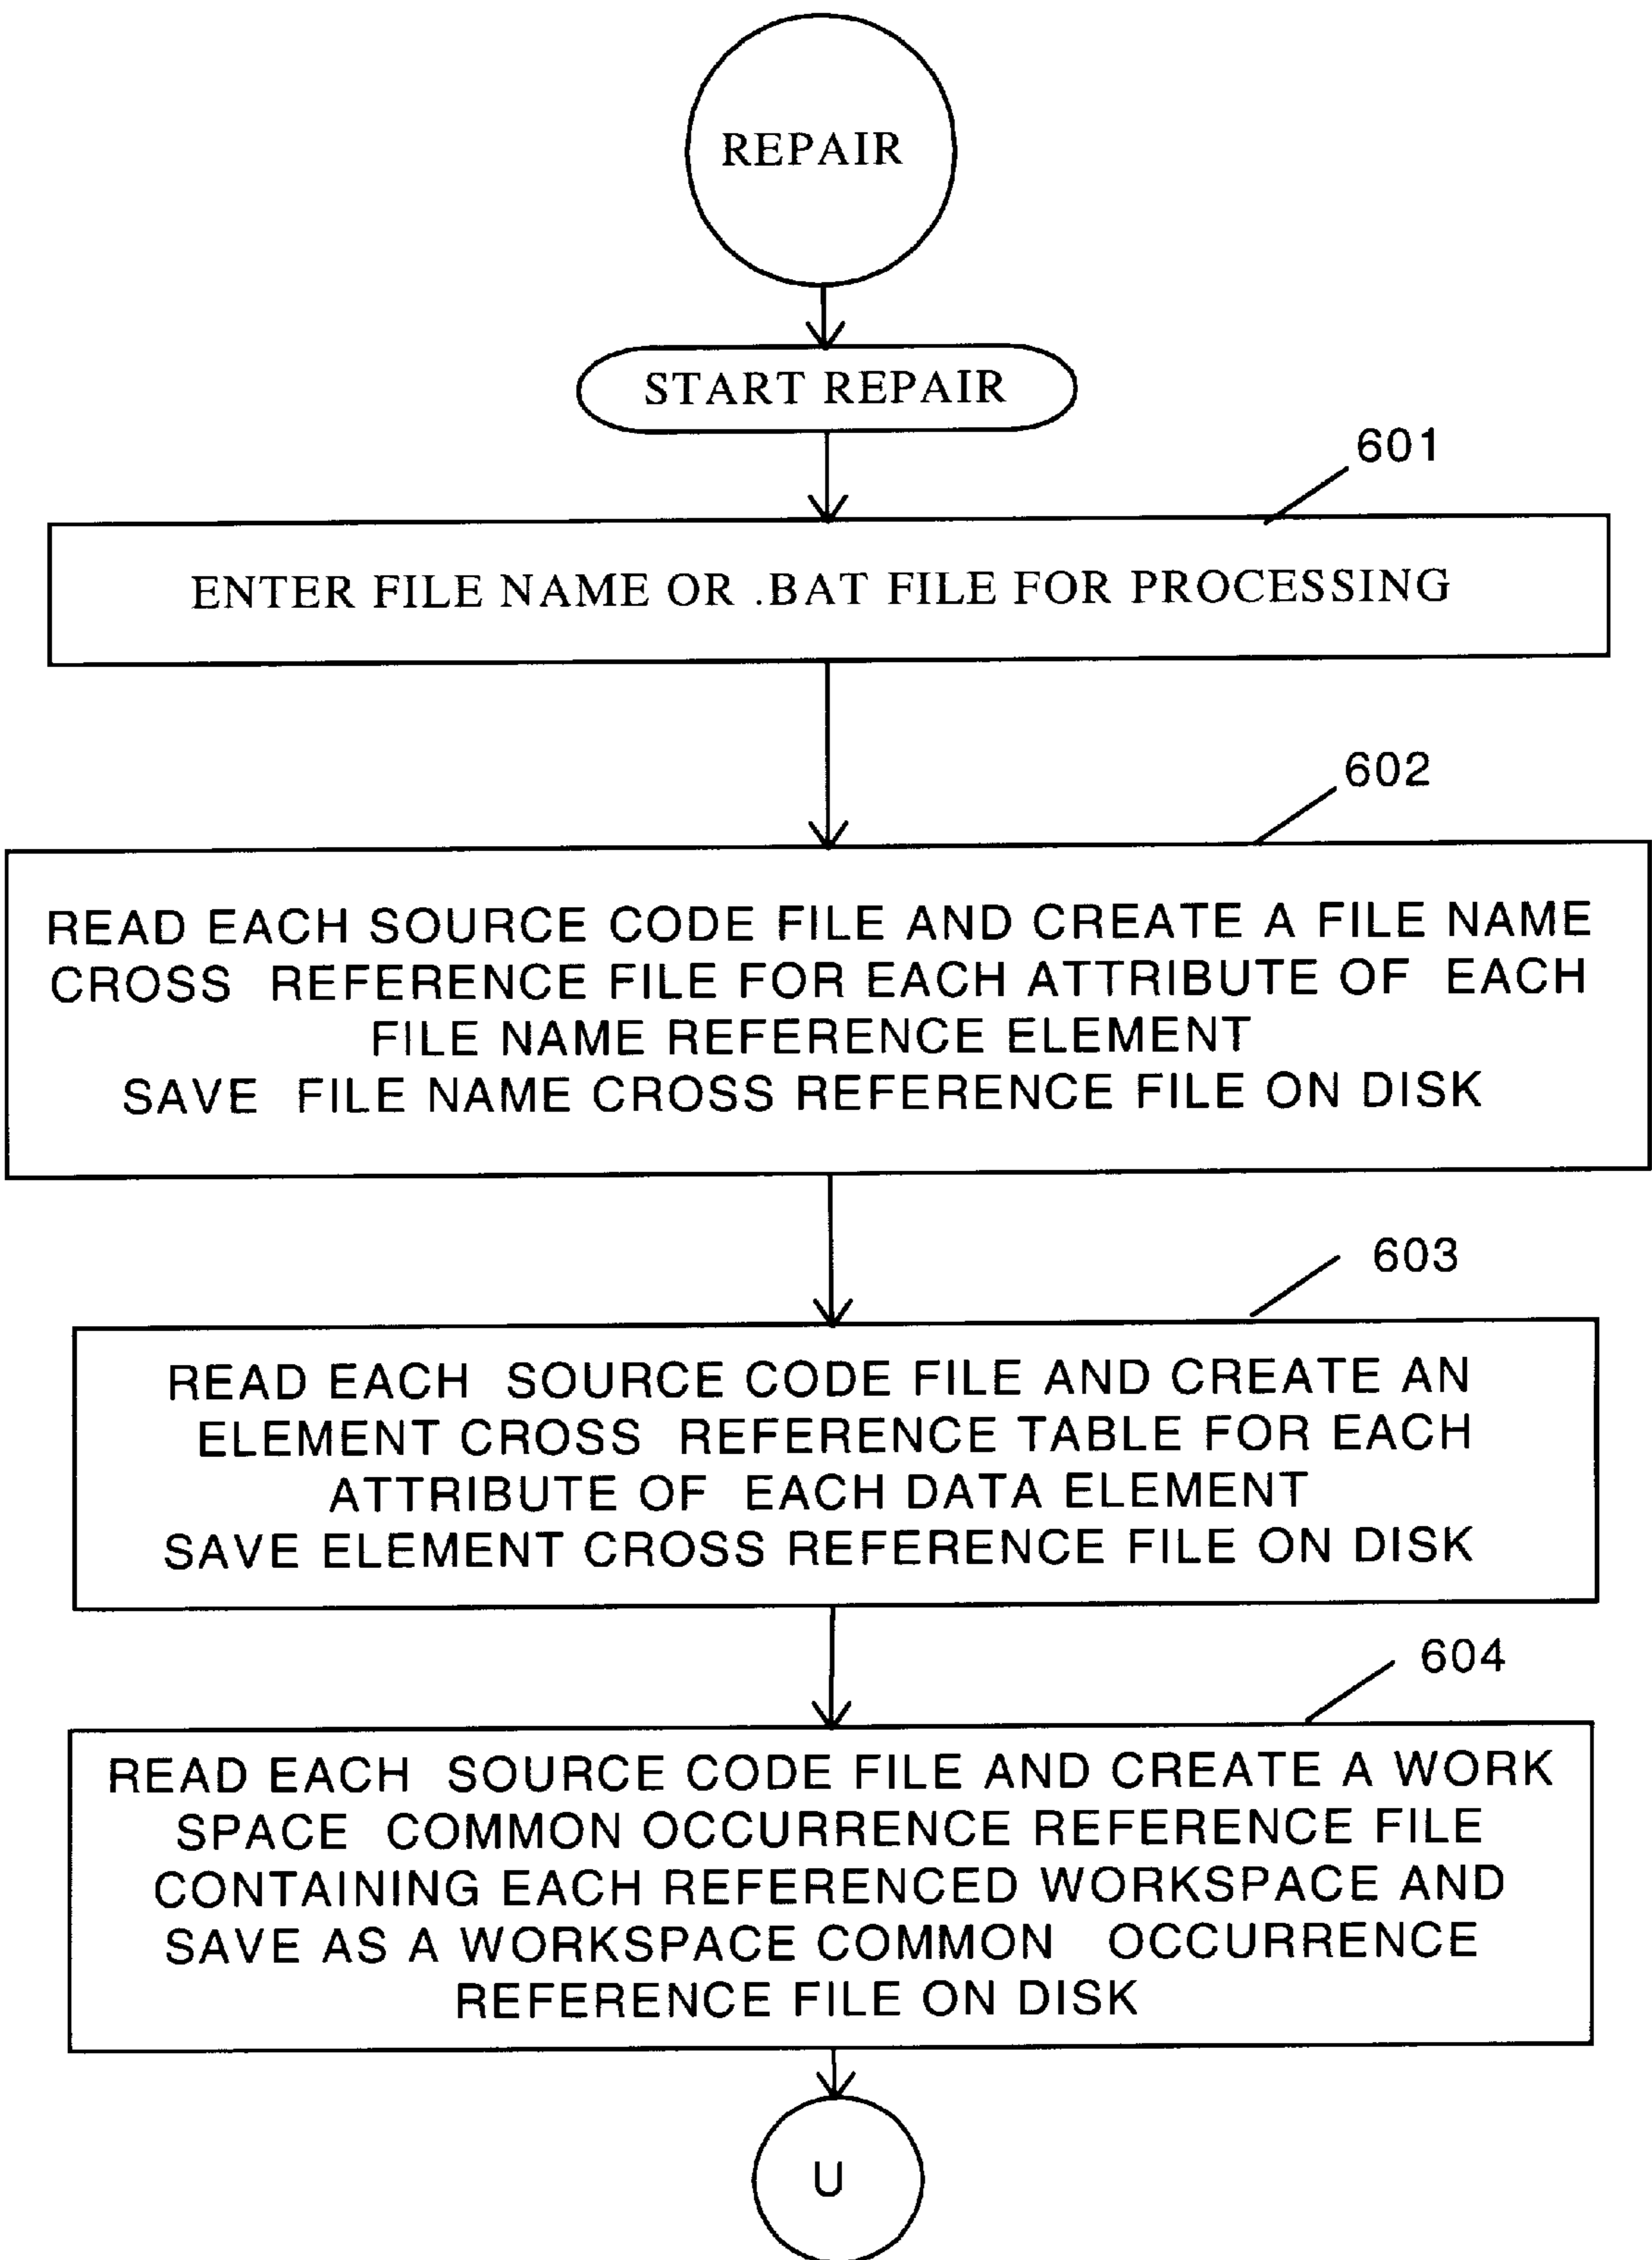 REPAIR
START REPAIR
601
ENTER FILE NAME OR .BAT FILE FOR PROCESSING
602
READ EACH SOURCE CODE FILE AND CREATE A FILE NAME
CROSS REFERENCE FILE FOR EACH ATTRIBUTE OF EACH
FILE NAME REFERENCE ELEMENT
SAVE FILE NAME CROSS REFERENCE FILE ON DISK
603
READ EACH SOURCE CODE FILE AND CREATE AN
ELEMENT CROSS REFERENCE TABLE FOR EACH
ATTRIBUTE OF EACH DATA ELEMENT
SAVE ELEMENT CROSS REFERENCE FILE ON DISK
604
READ EACH SOURCE CODE FILE AND CREATE A WORK
SPACE COMMON OCCURRENCE REFERENCE FILE
CONTAINING EACH REFERENCED WORKSPACE AND
SAVE AS A WORKSPACE COMMON OCCURRENCE
REFERENCE FILE ON DISK
U